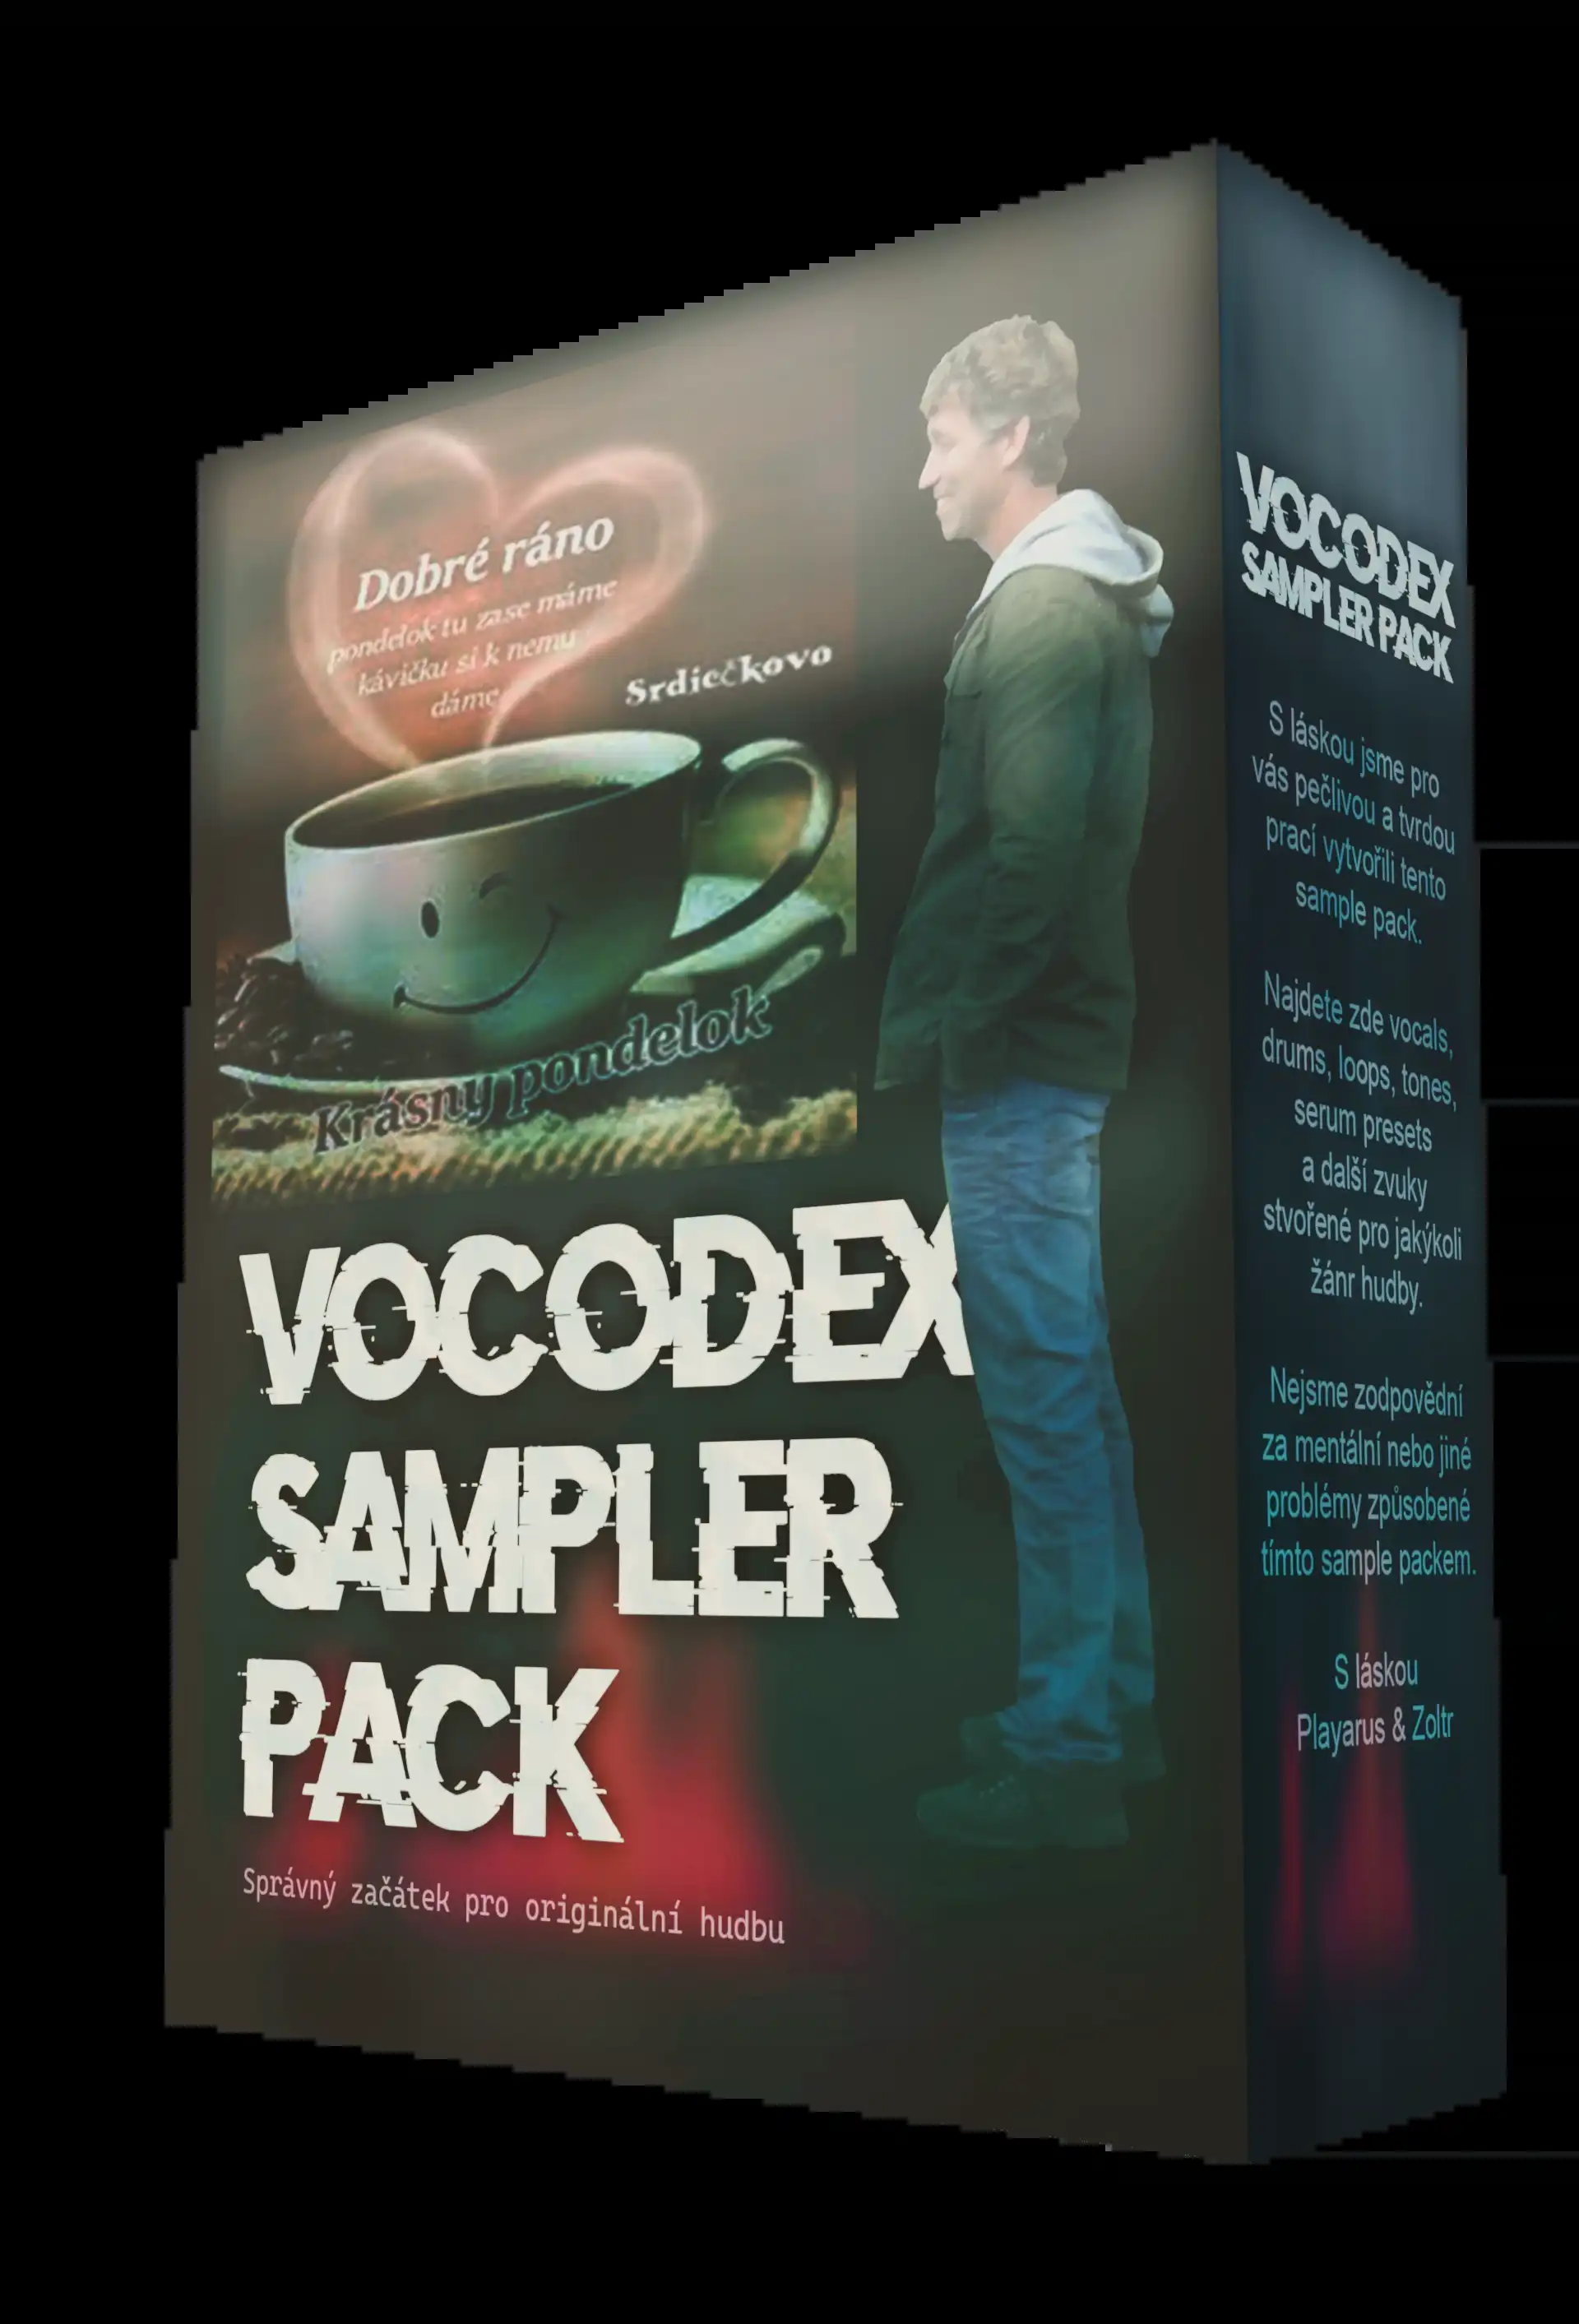 Dobré ráno
pondelok tu zase máme
kávičku si k nemu
dáme
Srdiečkovo
Krásny pondelok
VOCODEX
SAMPLER
PACK
Správný začátek pro originální hudbu
VOCODEX
SAMPLER PACK
S láskou jsme pro
vás pečlivou a tvrdou
prací vytvořili tento
sample pack.
Najdete zde vocals,
drums, loops, tones,
serum presets
a další zvuky
stvořené pro jakýkoli
žánr hudby.
Nejsme zodpovědní
za mentální nebo jiné
problémy způsobené
tímto sample packem.
S láskou
Playarus & Zoltr